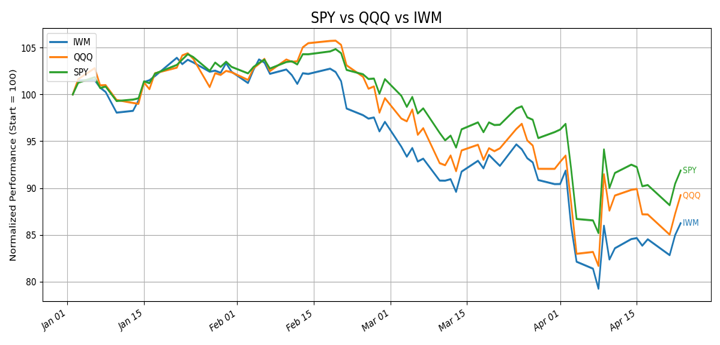 SPY vs QQQ vs IWM
Normalized Performance (Start = 100)
105
100
95
90
85
80
IWM
QQQ
SPY
SPY
QQQ
IWM
Jan 01
Jan 15
Feb 01
Feb 15
Mar 01
Mar 15
Apr 01
Apr 15